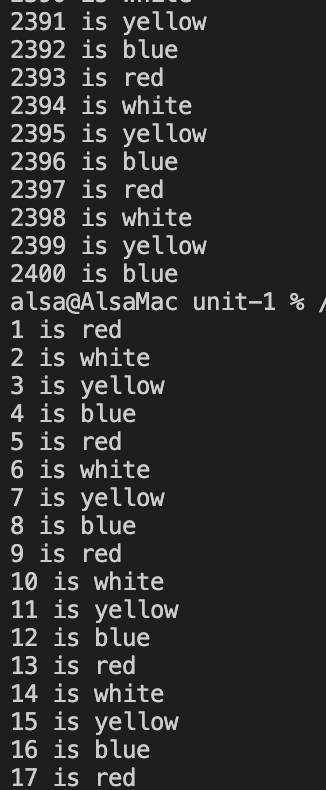 2391 is yellow
2392 is blue
2393 is red
2394 is white
2395 is yellow
2396 is blue
2397 is red
2398 is white
2399 is yellow
2400 is blue
alsa@AlsaMac unit-1 % /
1 is red
2 is white
3 is yellow
4 is blue
5 is red
6 is white
7 is yellow
8 is blue
9 is red
10 is white
11 is yellow
12 is blue
13 is red
14 is white
15 is yellow
16 is blue
17 is red